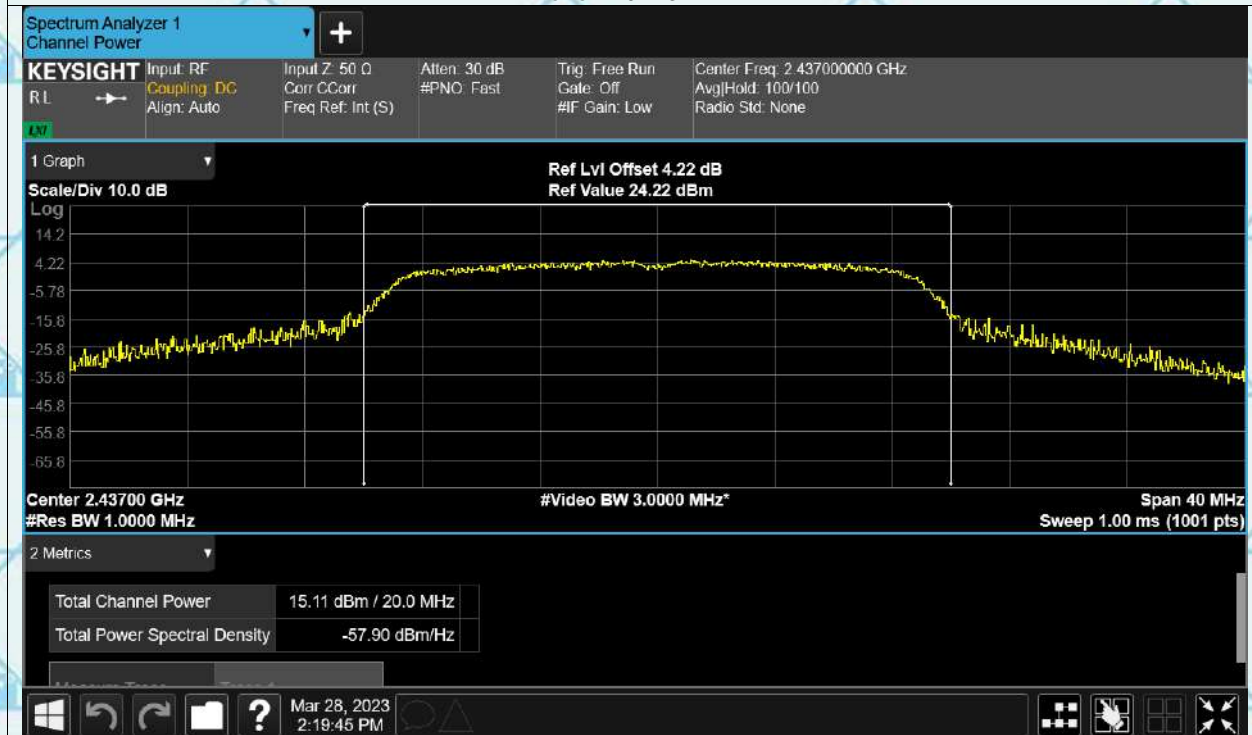 Spectrum Analyzer 1
Channel Power
+
KEYSIGHT
RL
LXI
Input: RF
Coupling: DC
Align: Auto
Input Z: 50 Ω
Corr CCorr
Freq Ref: Int (S)
Atten: 30 dB
#PNO: Fast
Trig: Free Run
Gate: Off
#IF Gain: Low
Center Freq: 2.437000000 GHz
Avg|Hold: 100/100
Radio Std: None
1 Graph
Scale/Div 10.0 dB
Ref Lvl Offset 4.22 dB
Ref Value 24.22 dBm
Log
14.2
4.22
-5.78
-15.8
-25.8
-35.8
-45.8
-55.8
-65.8
Center 2.43700 GHz
#Video BW 3.0000 MHz*
Span 40 MHz
#Res BW 1.0000 MHz
Sweep 1.00 ms (1001 pts)
2 Metrics
Total Channel Power 15.11 dBm / 20.0 MHz
Total Power Spectral Density -57.90 dBm/Hz
?
Mar 28, 2023
2:19:45 PM